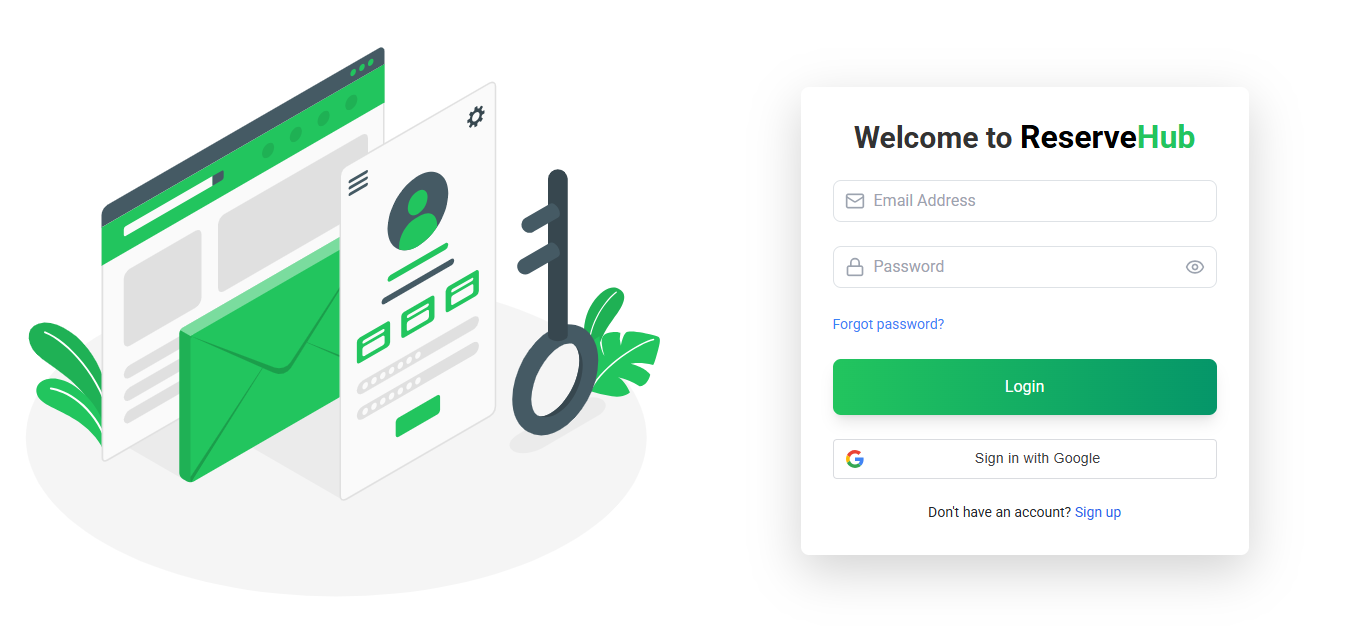 Welcome to ReserveHub
Email Address
Password
Forgot password?
Login
Sign in with Google
Don't have an account? Sign up